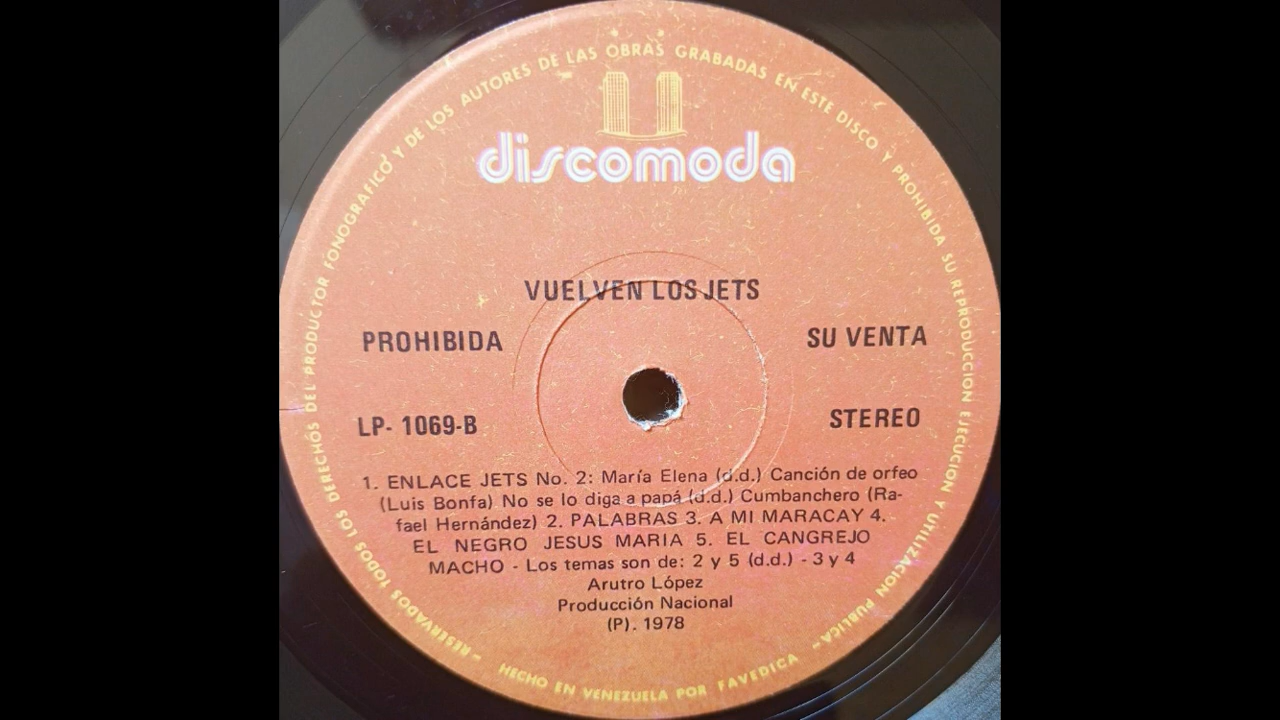 RESERVADOS TODOS LOS DERECHOS DEL PRODUCTOR FONOGRAFICO Y DE LOS AUTORES DE LAS OBRAS GRABADAS EN ESTE DISCO Y PROHIBIDA SU REPRODUCCION EJECUCION Y UTILIZACION PUBLICA -
discomoda
VUELVEN LOS JETS
PROHIBIDA SU VENTA
LP- 1069-B STEREO
1. ENLACE JETS No. 2: María Elena (d.d.) Canción de orfeo
(Luis Bonfa) No se lo diga a papá (d.d.) Cumbanchero (Ra-
fael Hernández) 2. PALABRAS 3. A MI MARACAY 4.
EL NEGRO JESUS MARIA 5. EL CANGREJO
MACHO - Los temas son de: 2 y 5 (d.d.) - 3 y 4
Arutro López
Producción Nacional
(P). 1978
HECHO EN VENEZUELA POR FAVEDICA